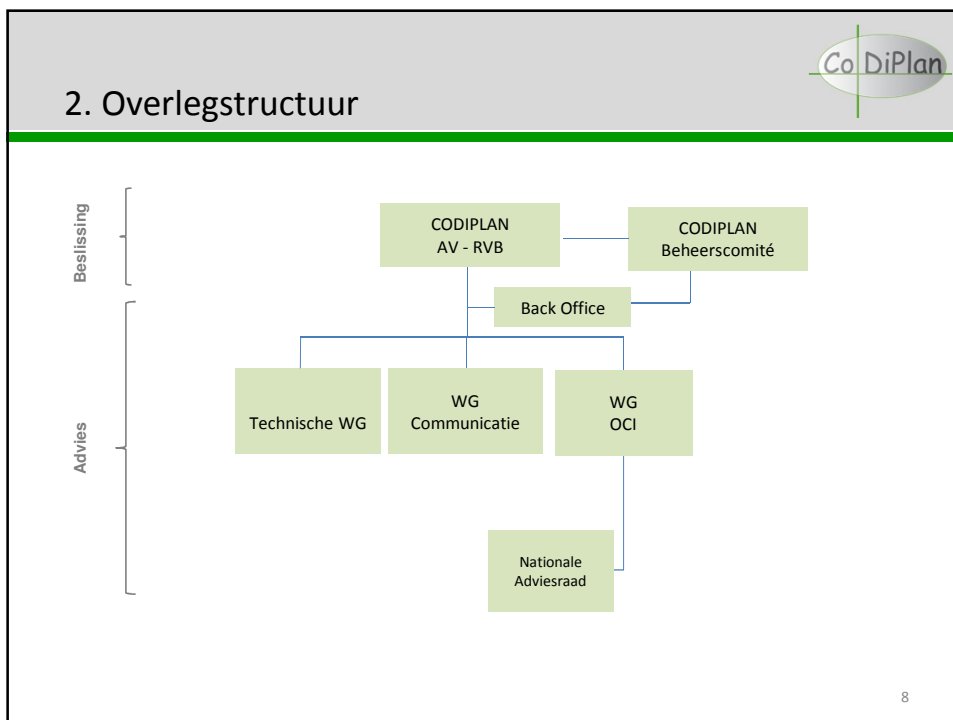 Co DiPlan
2. Overlegstructuur
Beslissing
CODIPLAN
AV - RVB
CODIPLAN
Beheerscomité
Back Office
Technische WG
WG
Communicatie
WG
OCI
Advies
Nationale
Adviesraad
8